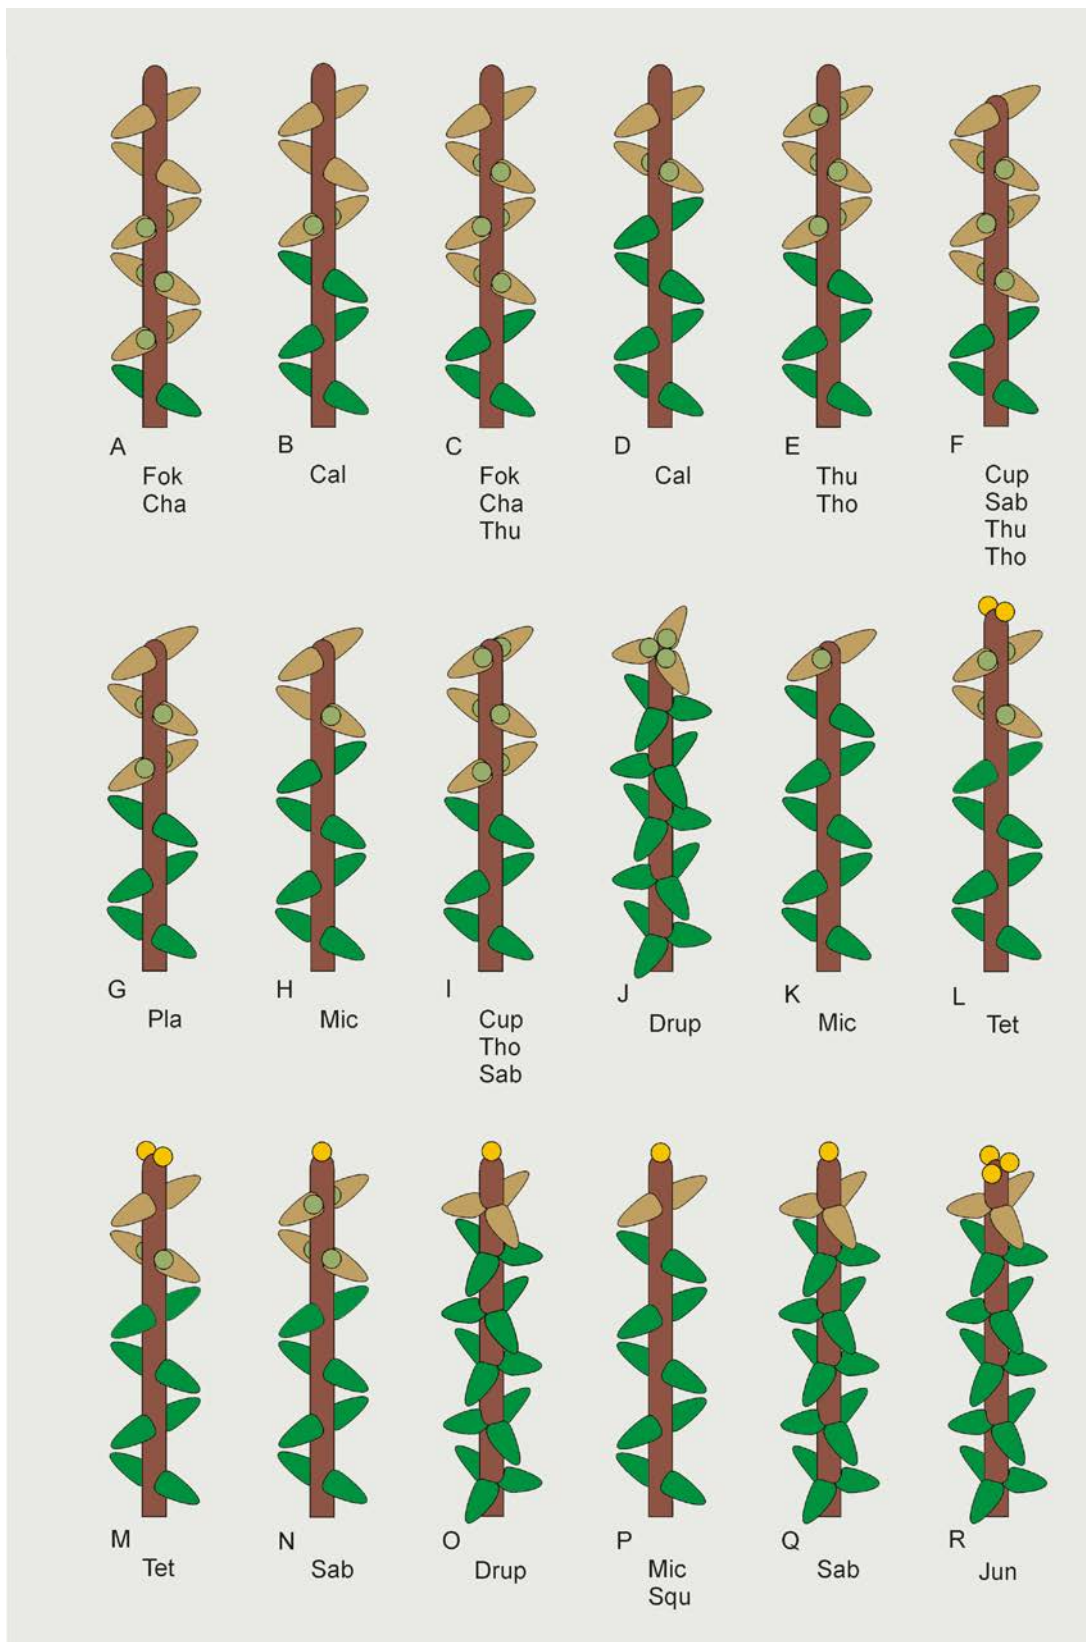 A
Fok
Cha
B
Cal
C
Fok
Cha
Thu
D
Cal
E
Thu
Tho
F
Cup
Sab
Thu
Tho
G
Pla
H
Mic
I
Cup
Tho
Sab
J
Drup
K
Mic
L
Tet
M
Tet
N
Sab
O
Drup
P
Mic
Squ
Q
Sab
R
Jun